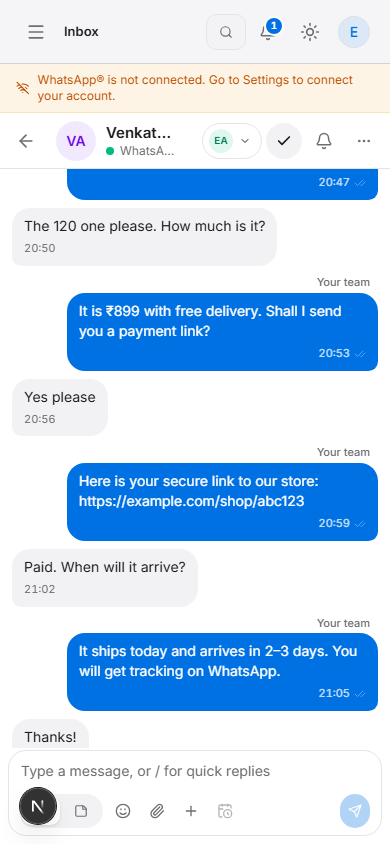 Inbox
1
E
WhatsApp® is not connected. Go to Settings to connect
your account.
VA
Venkat...
WhatsA...
EA
20:47
The 120 one please. How much is it?
20:50
Your team
It is ₹899 with free delivery. Shall I send
you a payment link?
20:53
Yes please
20:56
Your team
Here is your secure link to our store:
https://example.com/shop/abc123
20:59
Paid. When will it arrive?
21:02
Your team
It ships today and arrives in 2–3 days. You
will get tracking on WhatsApp.
21:05
Thanks!
Type a message, or / for quick replies
N